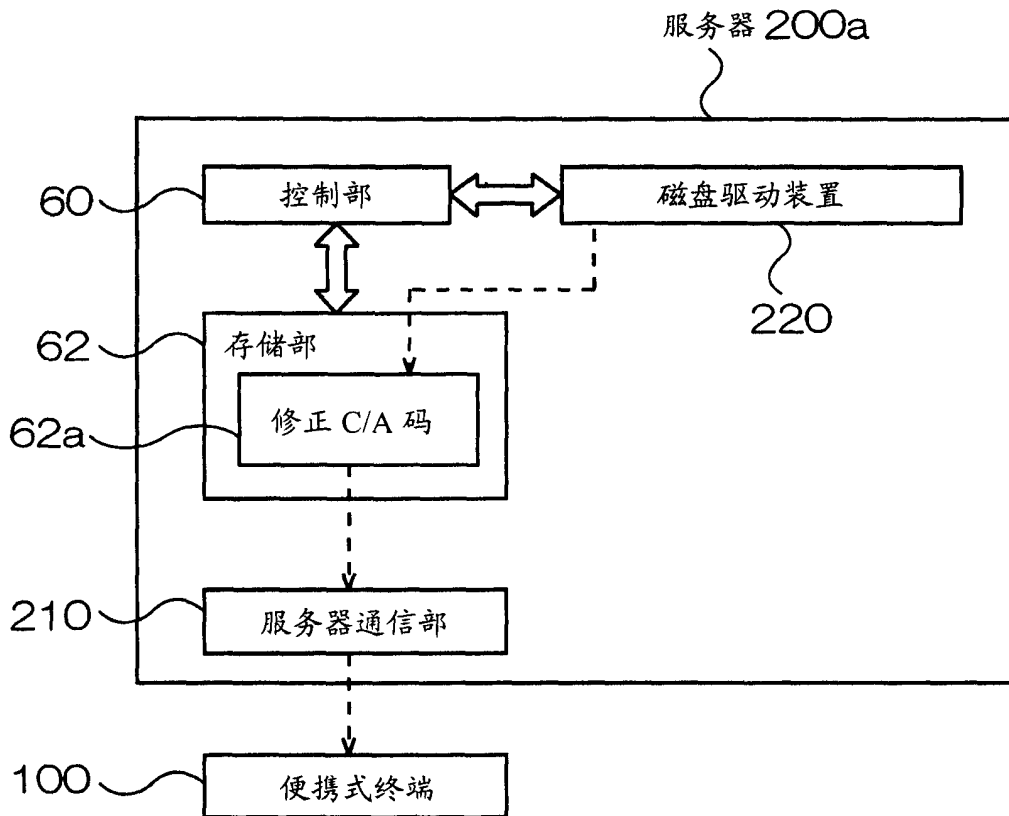 服务器 200a
60
控制部
磁盘驱动装置
220
62
存储部
62a
修正 C/A 码
210
服务器通信部
100
便携式终端